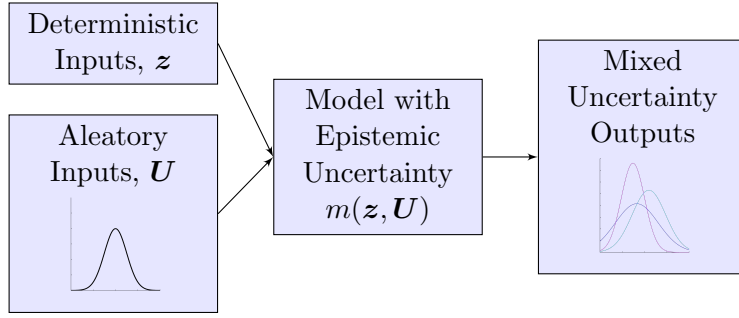 Deterministic
Inputs, z
Aleatory
Inputs, U
Model with
Epistemic
Uncertainty
m(z, U)
Mixed
Uncertainty
Outputs